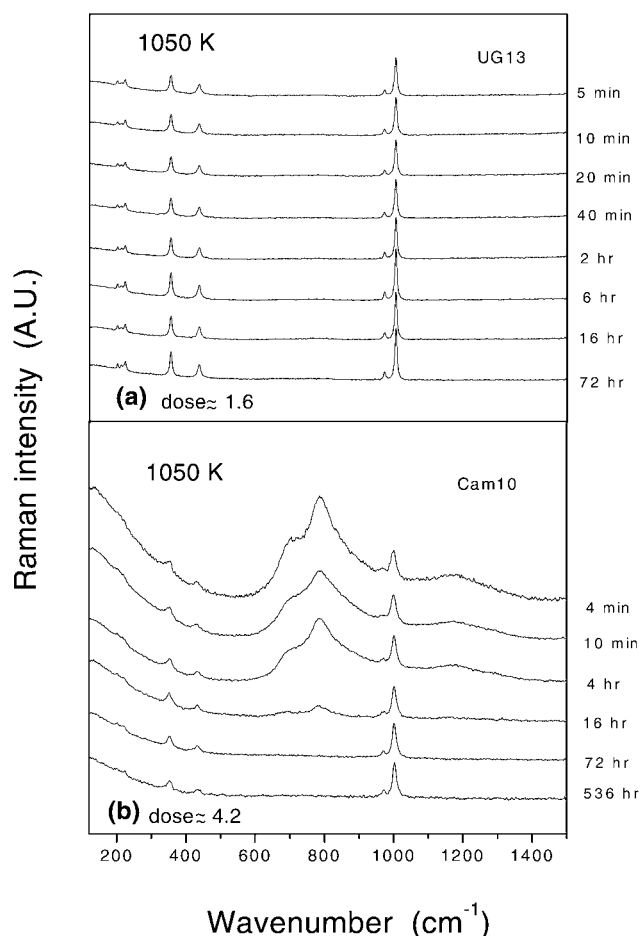 1050 K
UG13
5 min
10 min
20 min
40 min
2 hr
6 hr
16 hr
72 hr
(a) dose≈ 1.6
1050 K
Cam10
4 min
10 min
4 hr
16 hr
72 hr
536 hr
(b) dose≈ 4.2
200 400 600 800 1000 1200 1400
Wavenumber (cm⁻¹)
Raman intensity (A.U.)